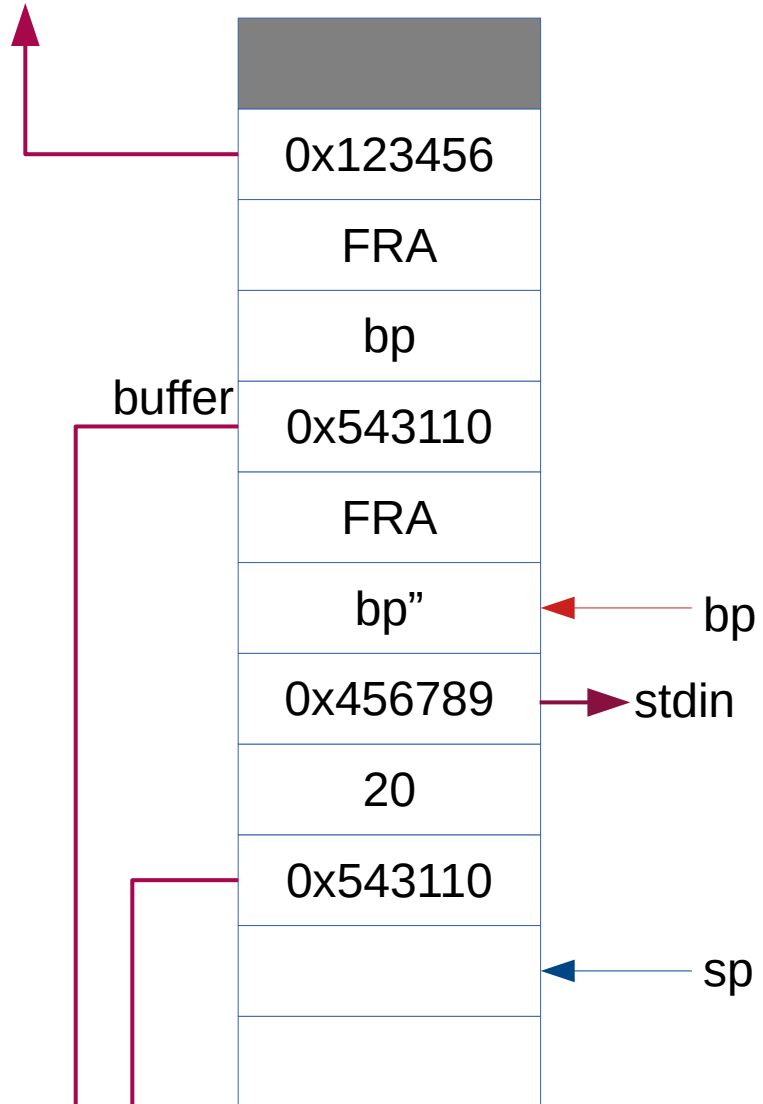 0x123456
FRA
bp
buffer
0x543110
FRA
bp”
bp
0x456789
stdin
20
0x543110
sp